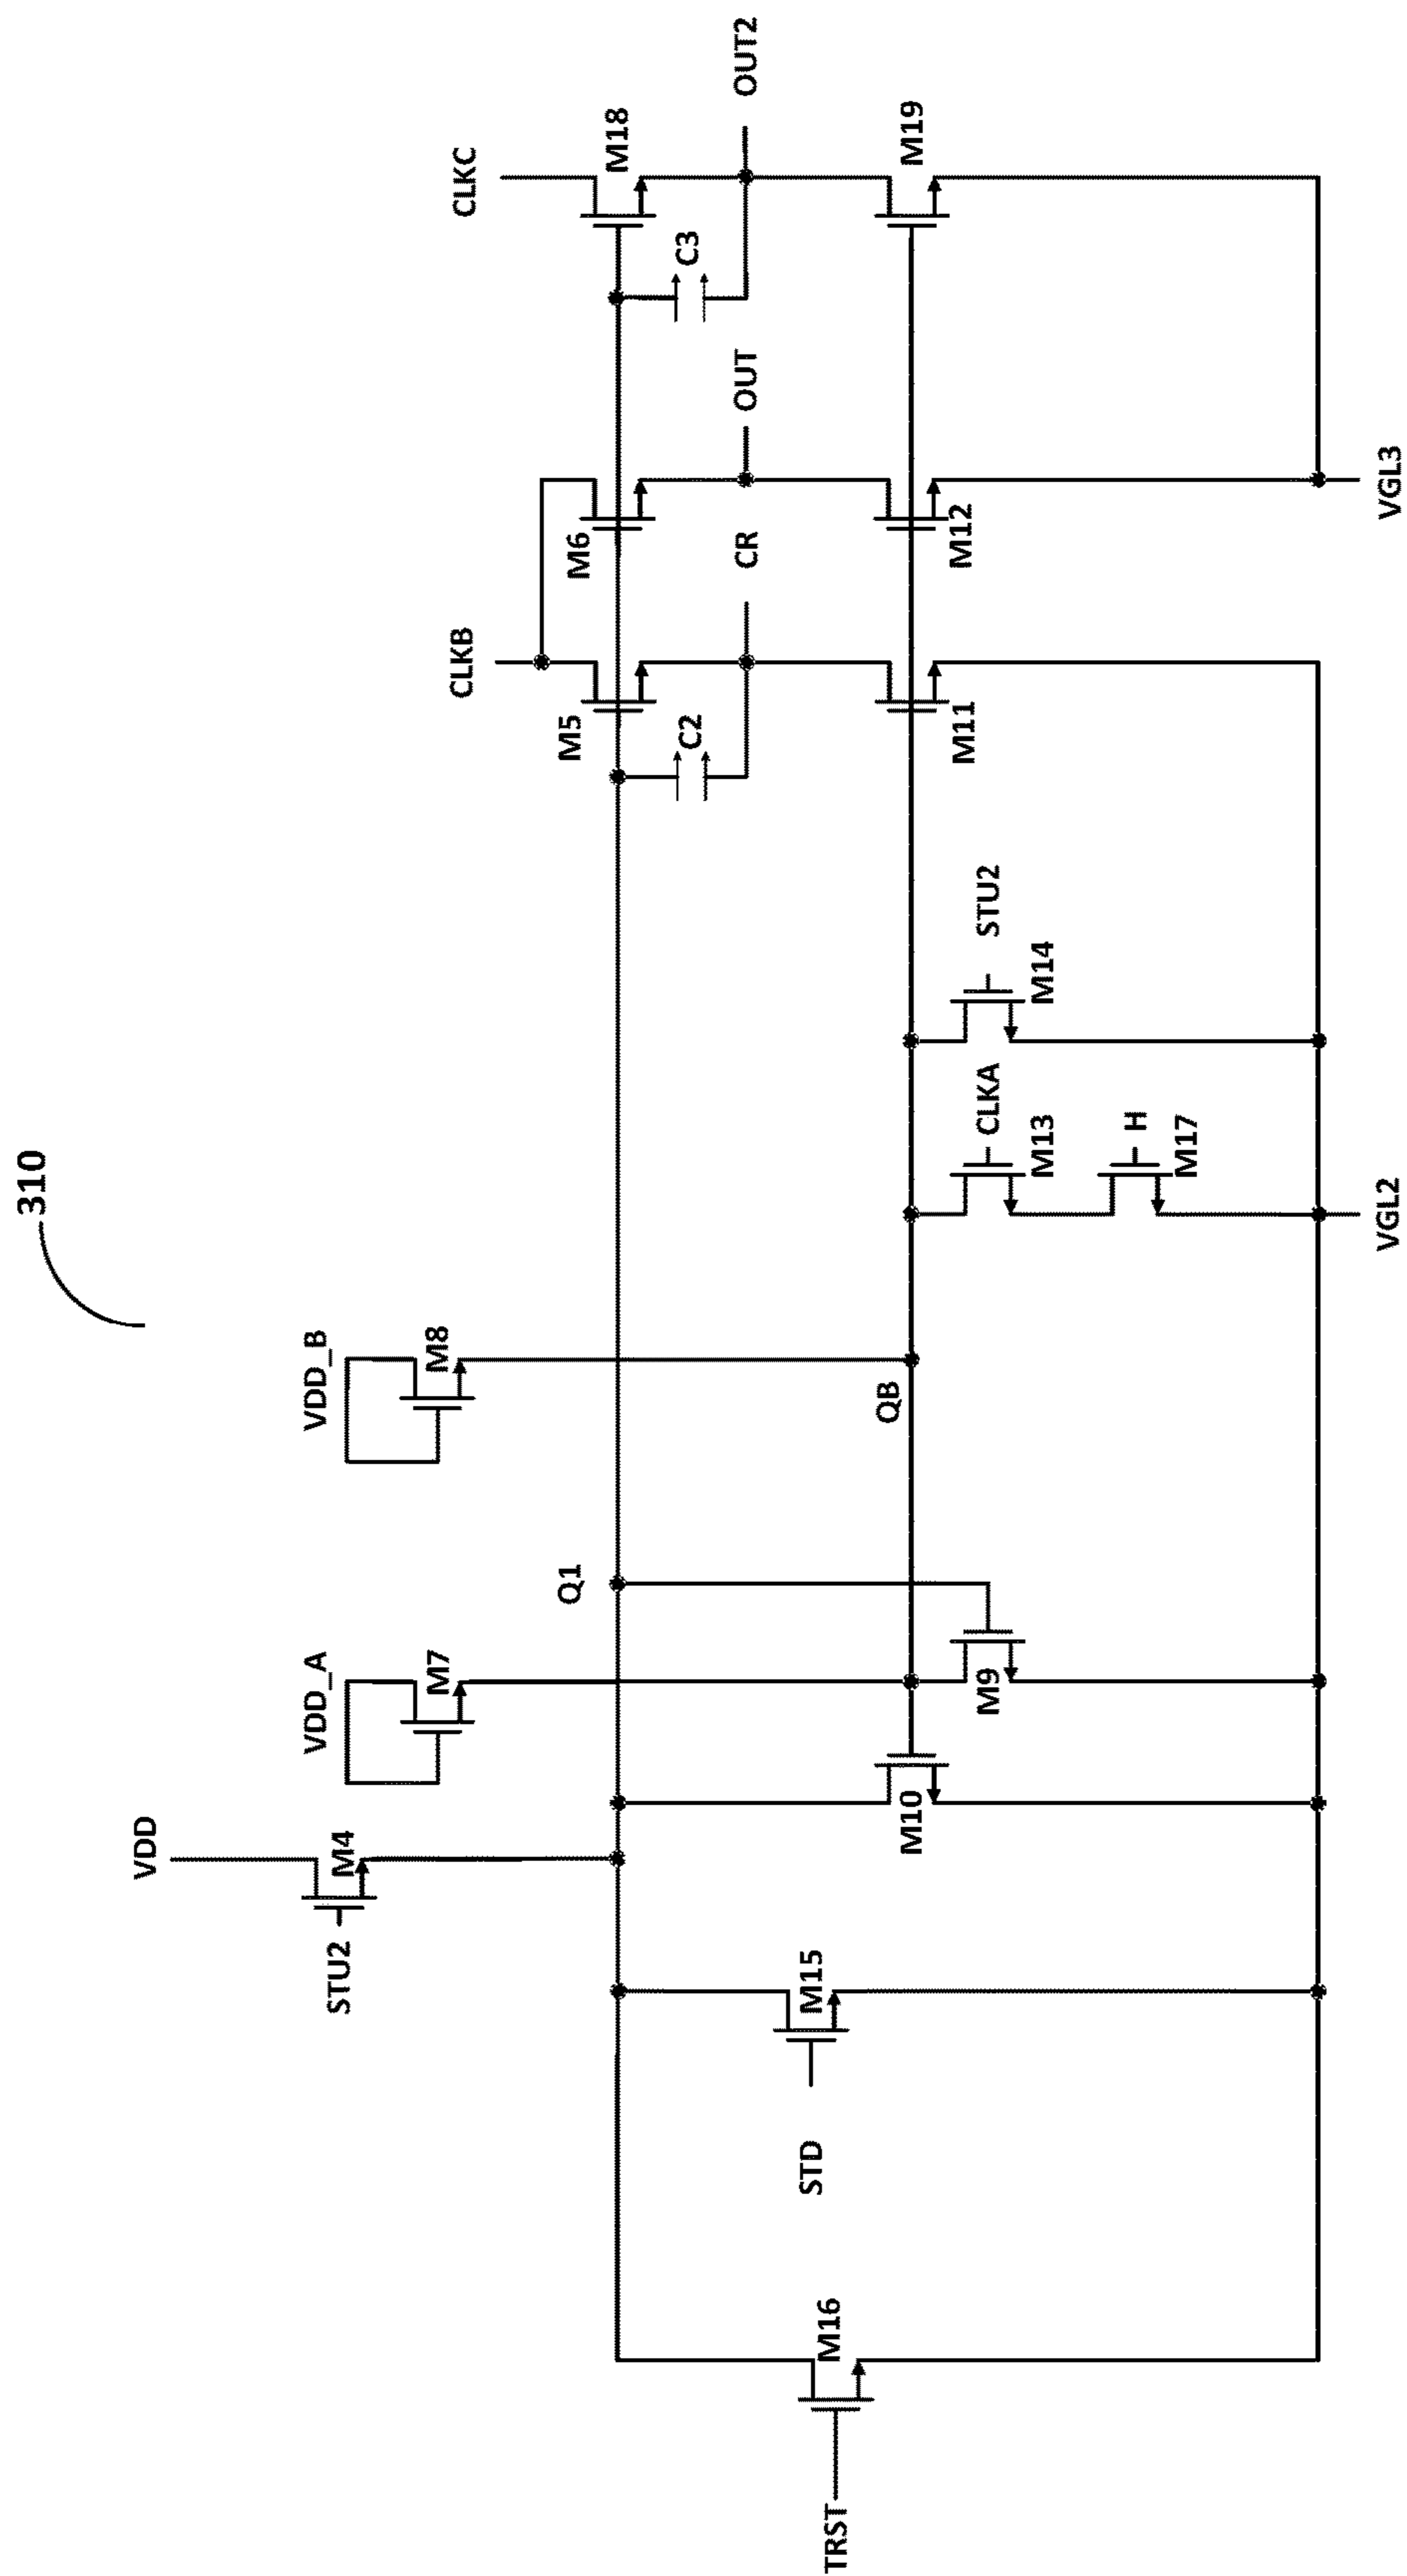 310
VDD
VDD_A
VDD_B
STU2
M4
M7
M8
CLKB
CLKC
Q1
M5
M6
M18
C2
C3
CR
OUT
OUT2
TRST
M16
STD
M15
M10
M9
QB
CLKA
M13
H
M17
STU2
M14
M11
M12
M19
VGL2
VGL3